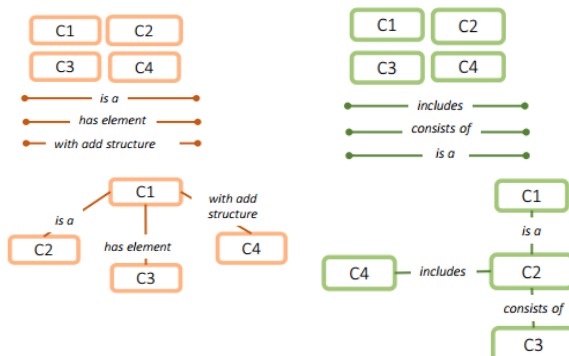 C1 C2
C3 C4
is a
has element
with add structure
C1
is a
with add
structure
has element
C2
C3
C4
C1 C2
C3 C4
includes
consists of
is a
C1
is a
C4
includes
C2
consists of
C3